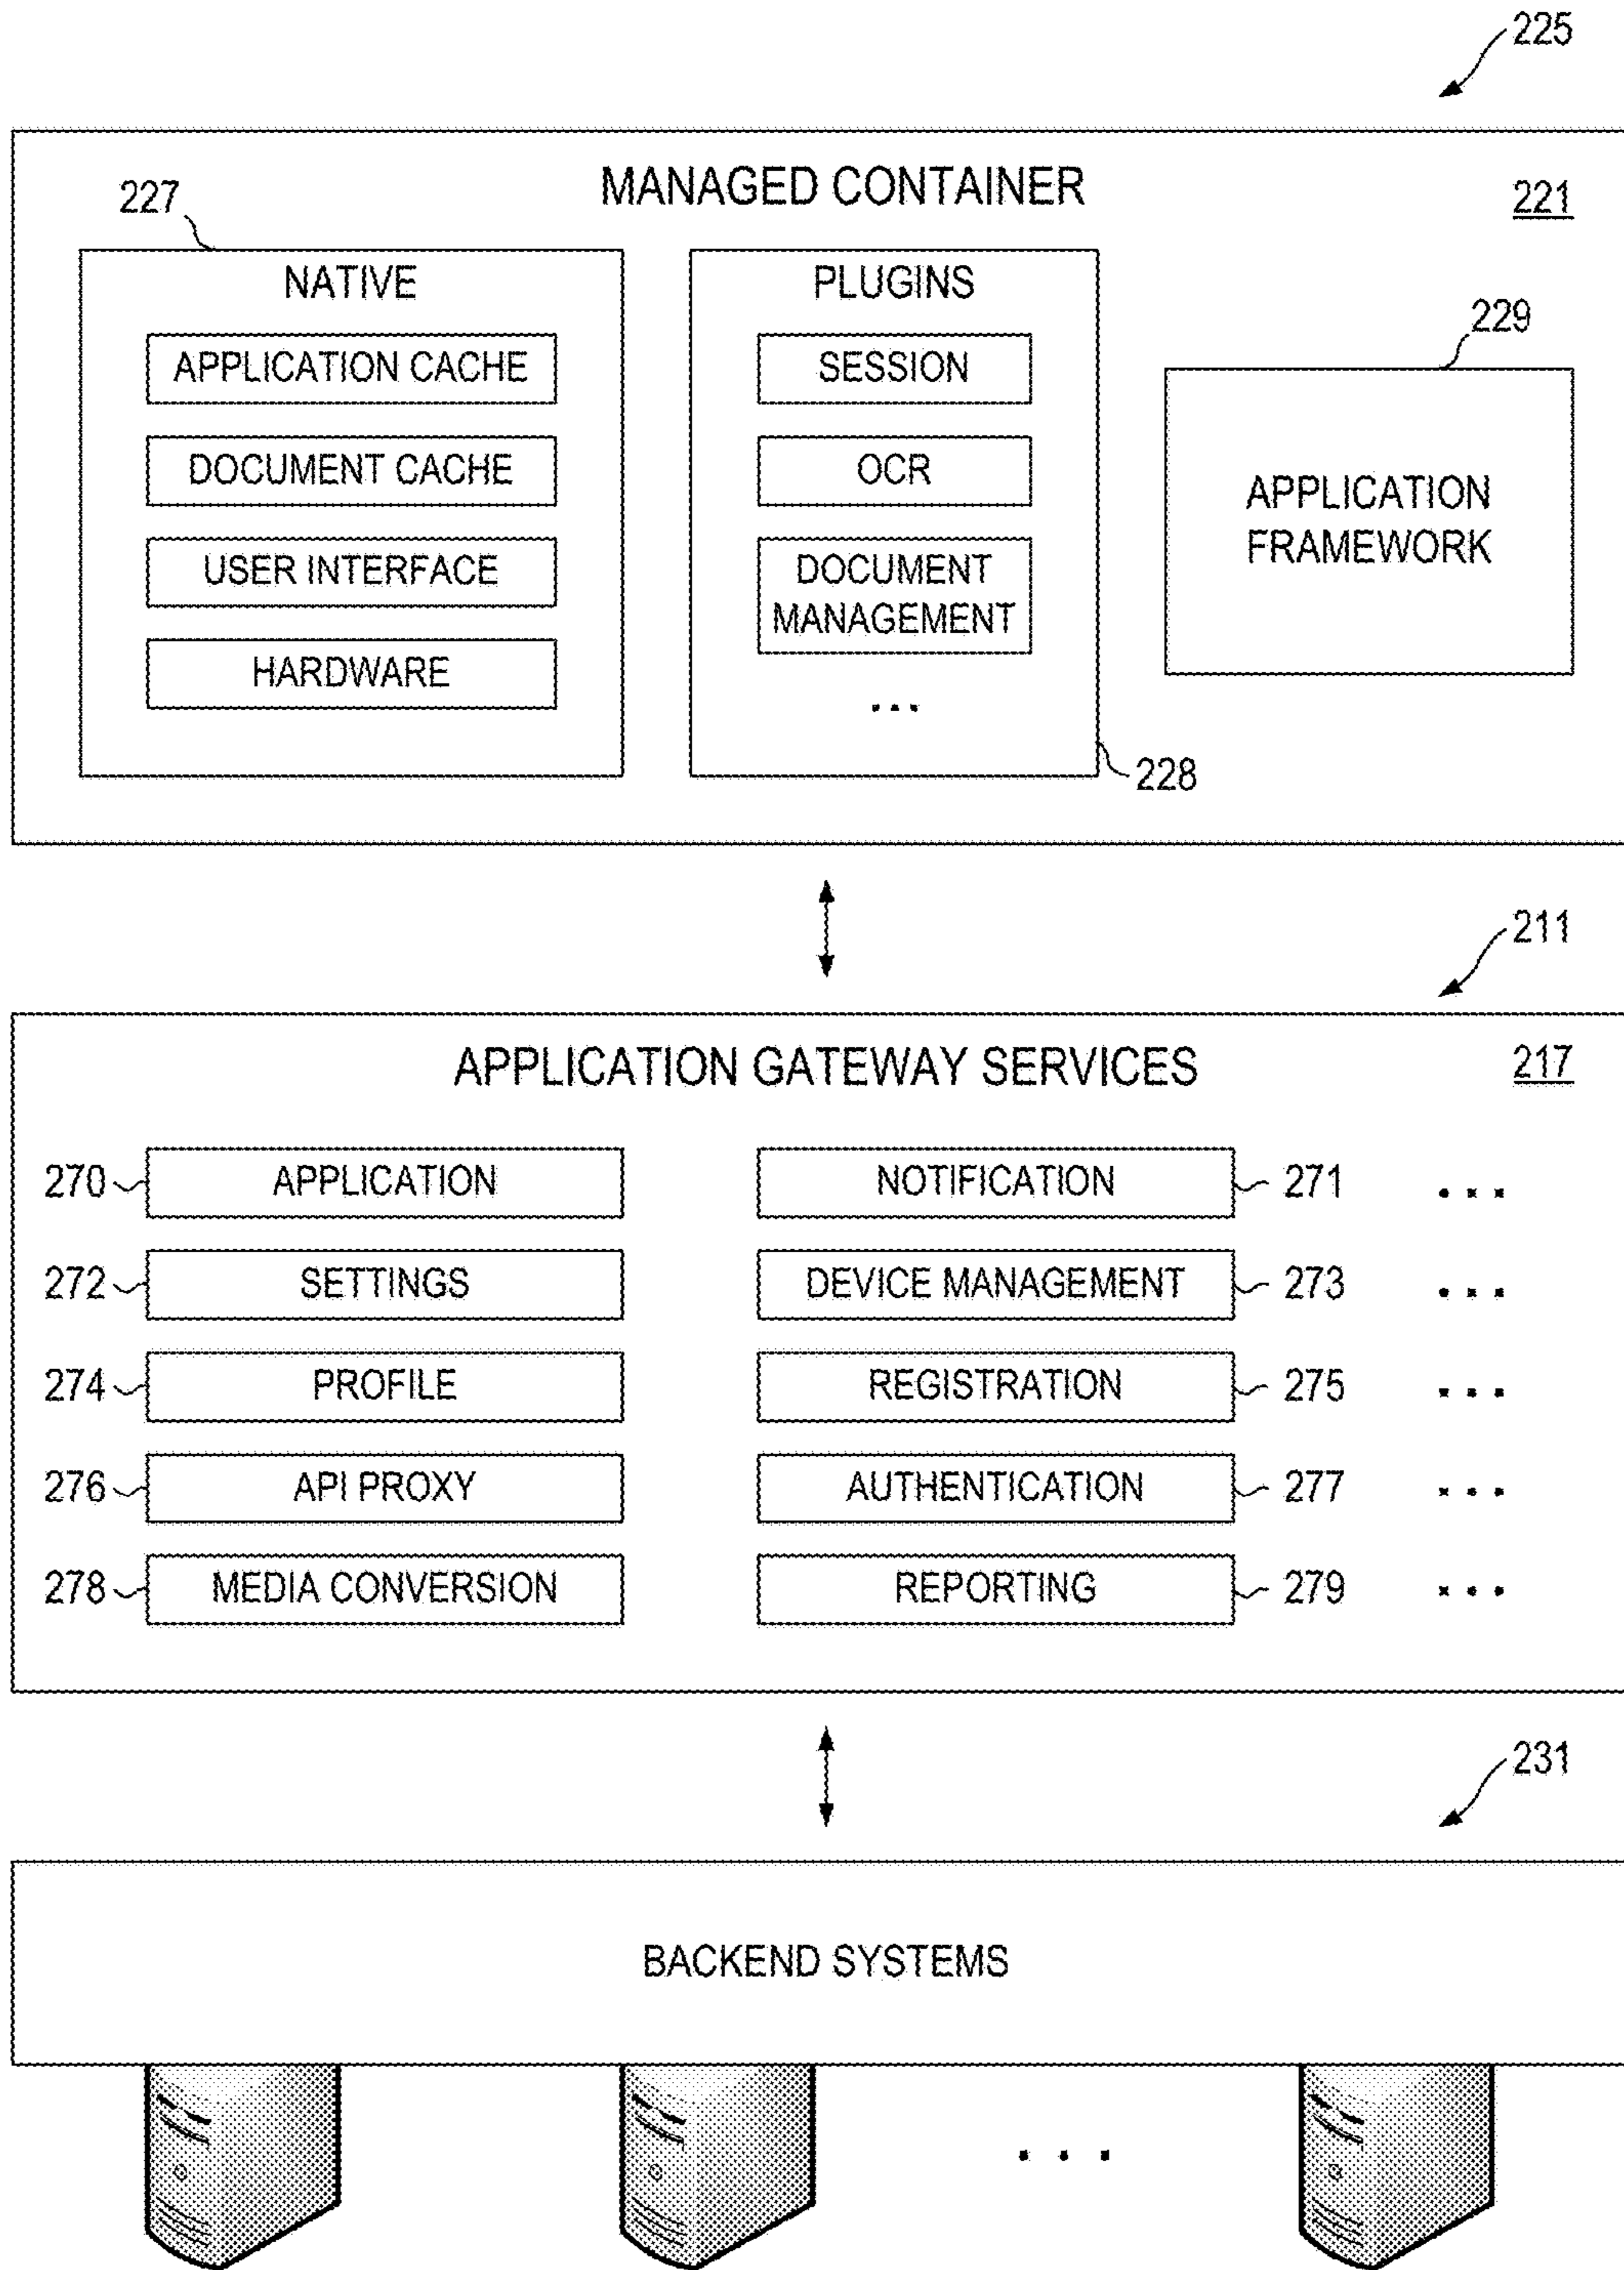 225
MANAGED CONTAINER
221
227
NATIVE
APPLICATION CACHE
DOCUMENT CACHE
USER INTERFACE
HARDWARE
PLUGINS
SESSION
OCR
DOCUMENT
MANAGEMENT
...
228
229
APPLICATION
FRAMEWORK
211
APPLICATION GATEWAY SERVICES
217
270 APPLICATION NOTIFICATION 271 ...
272 SETTINGS DEVICE MANAGEMENT 273 ...
274 PROFILE REGISTRATION 275 ...
276 API PROXY AUTHENTICATION 277 ...
278 MEDIA CONVERSION REPORTING 279 ...
231
BACKEND SYSTEMS
...